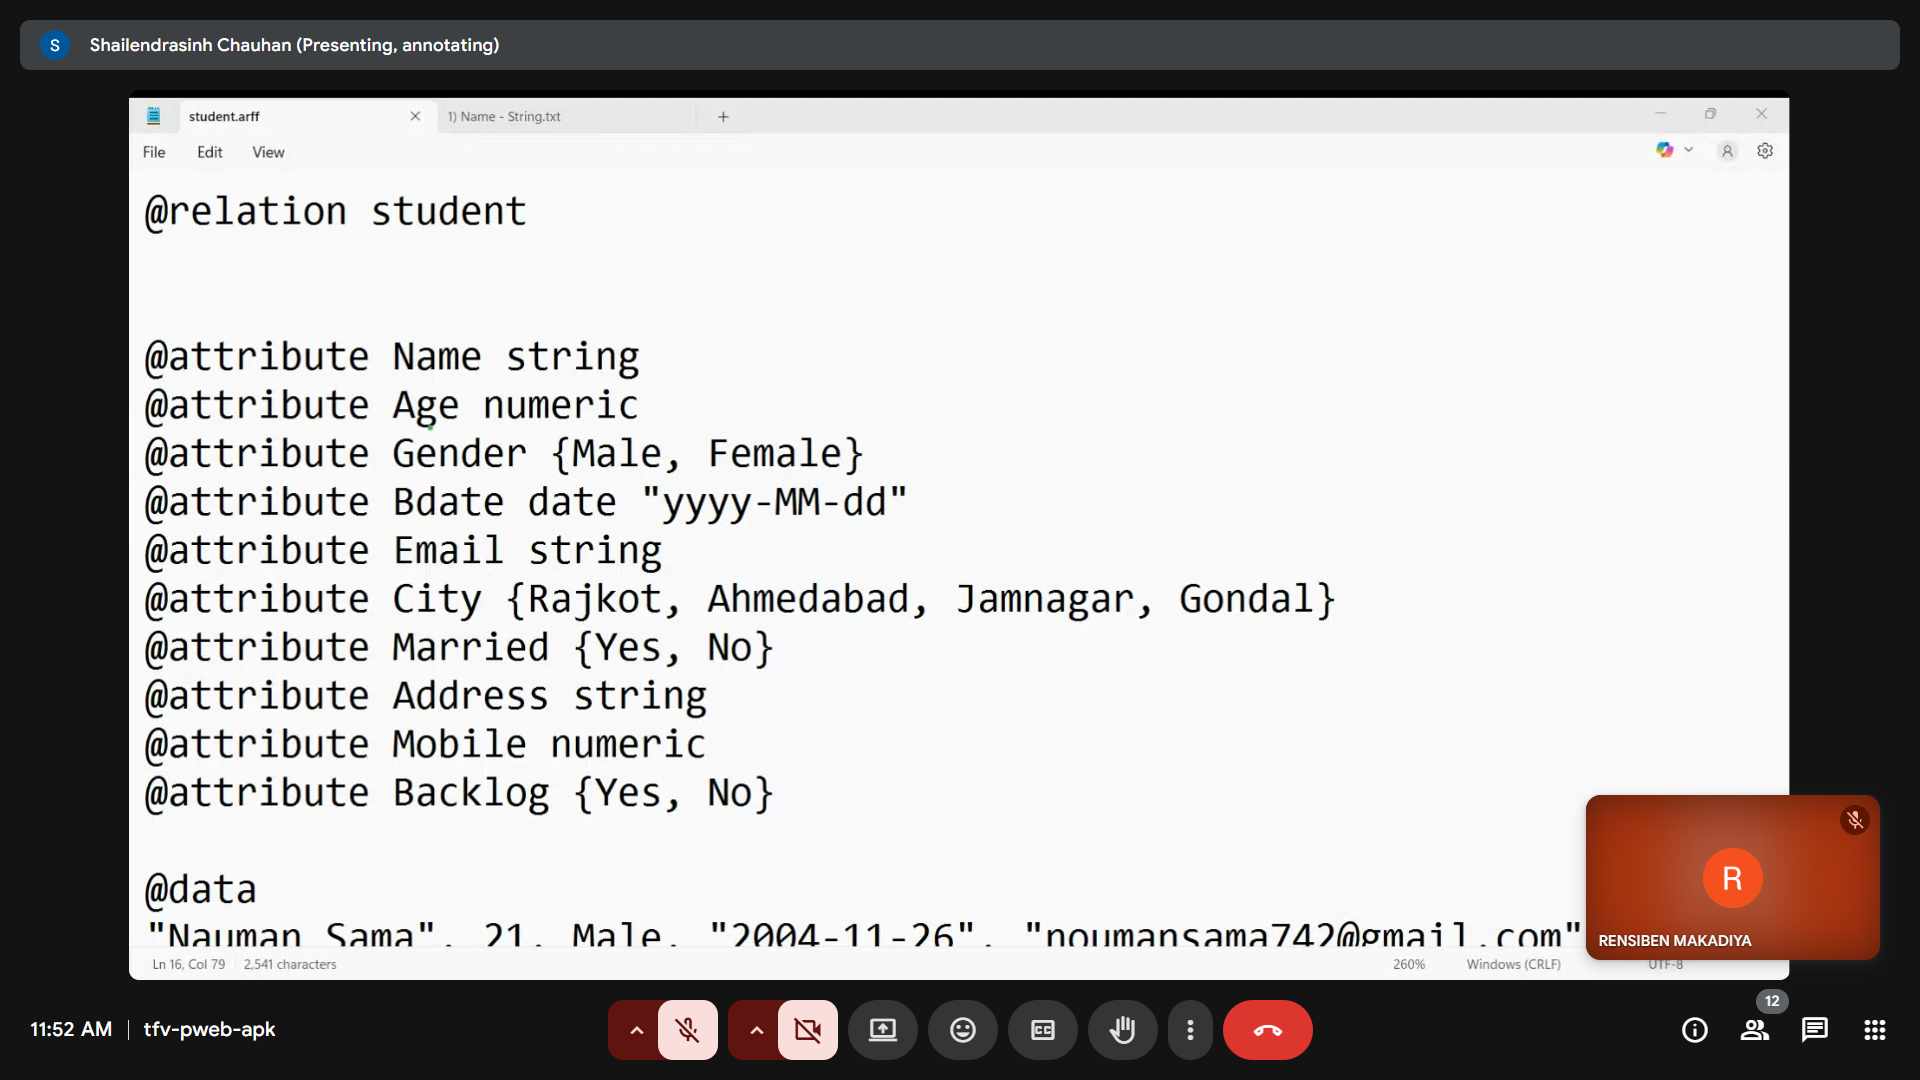 S Shailendrasinh Chauhan (Presenting, annotating)
student.arff 1) Name - String.txt
File Edit View
@relation student
@attribute Name string
@attribute Age numeric
@attribute Gender {Male, Female}
@attribute Bdate date "yyyy-MM-dd"
@attribute Email string
@attribute City {Rajkot, Ahmedabad, Jamnagar, Gondal}
@attribute Married {Yes, No}
@attribute Address string
@attribute Mobile numeric
@attribute Backlog {Yes, No}
@data
"Nauman Sama", 21, Male, "2004-11-26", "noumansama742@gmail.com"
Ln 16, Col 79 2,541 characters 260% Windows (CRLF) UTF-8
R
RENSIBEN MAKADIYA
11:52 AM tfv-pweb-apk
CC
12